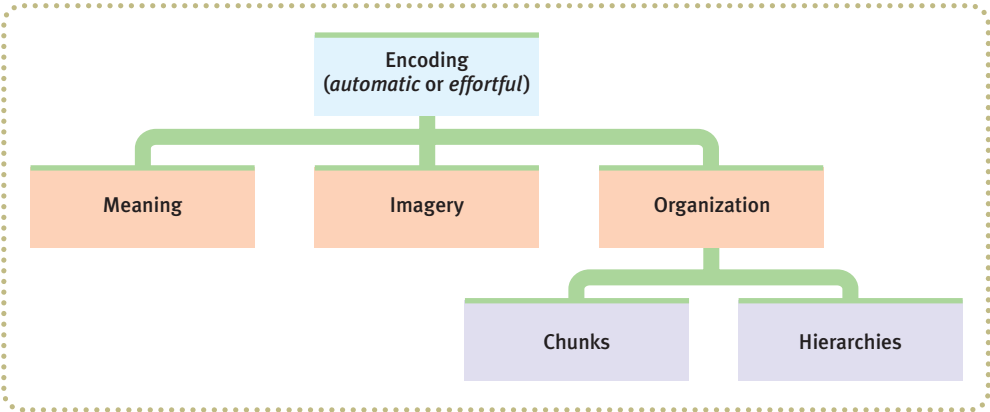 Encoding
(automatic or effortful)
Meaning
Imagery
Organization
Chunks
Hierarchies